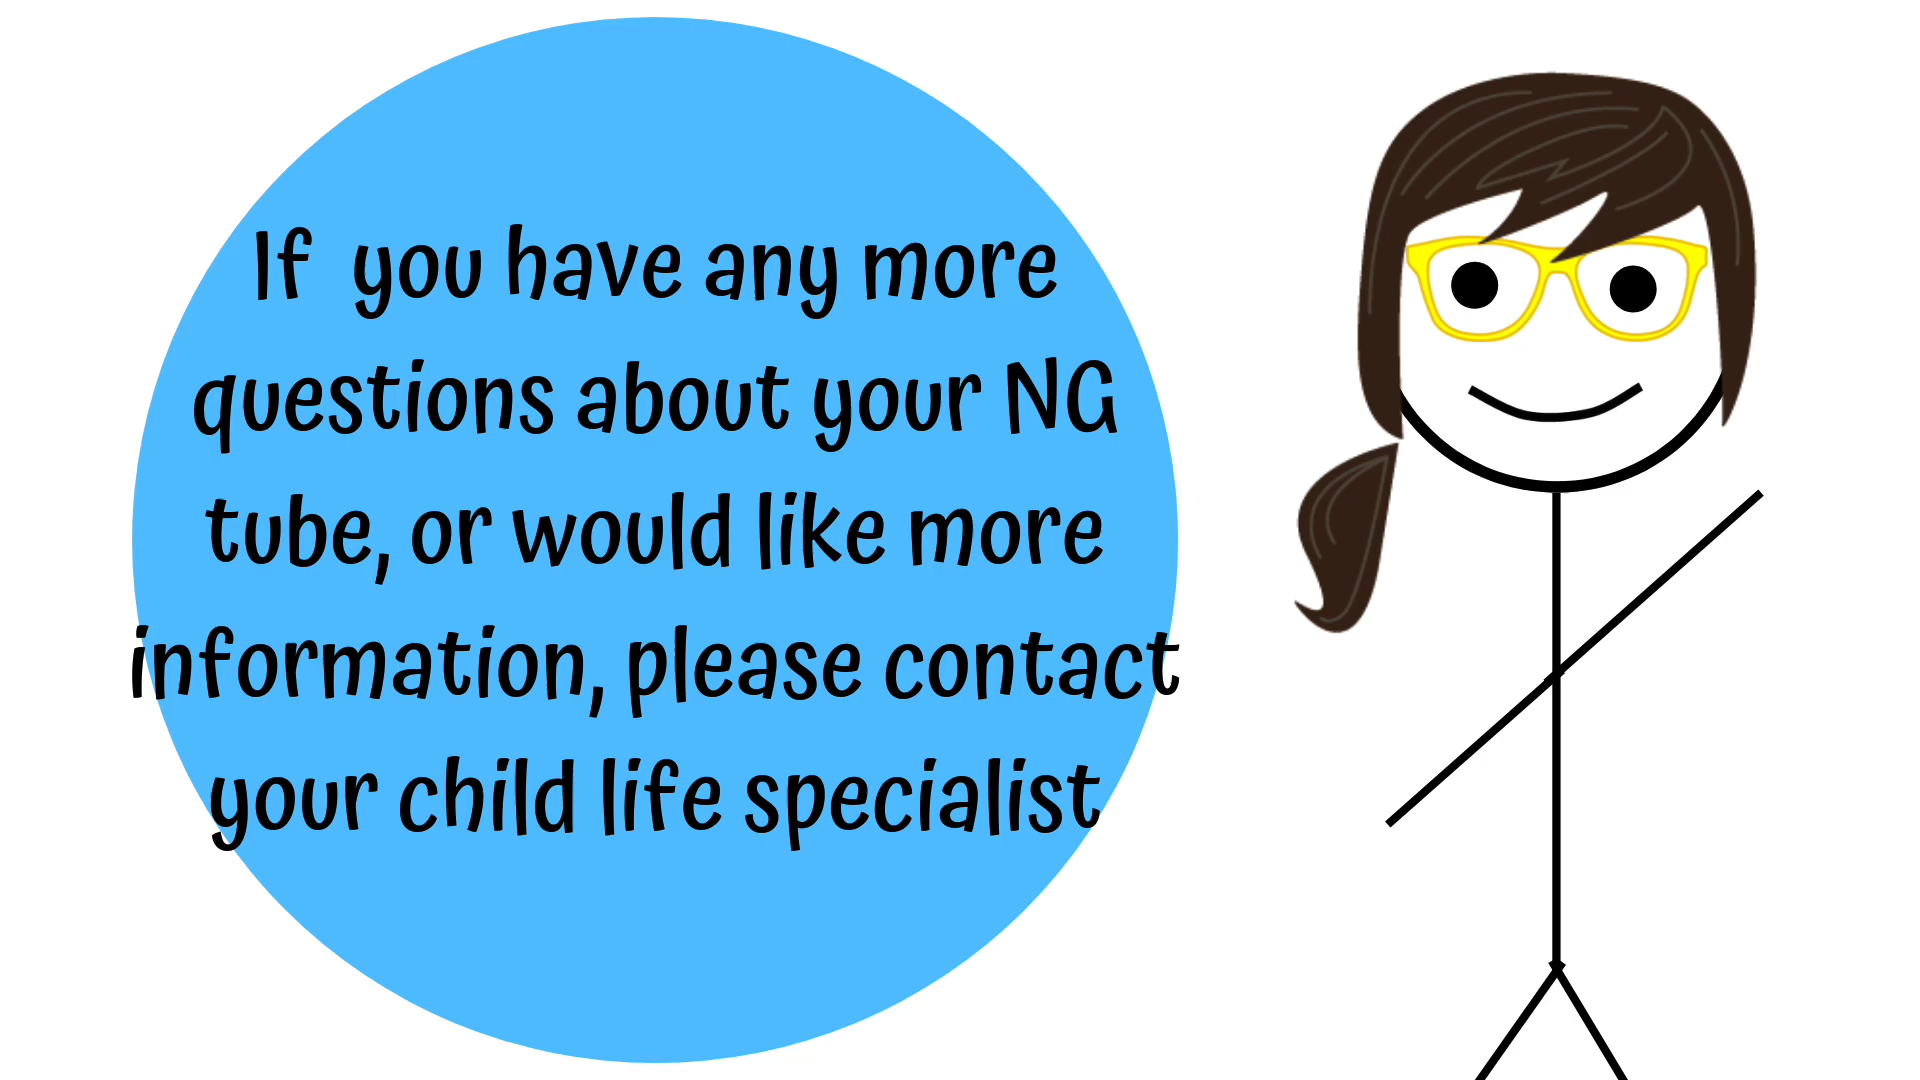 If  you have any more
questions about your NG
tube, or would like more
information, please contact
your child life specialist